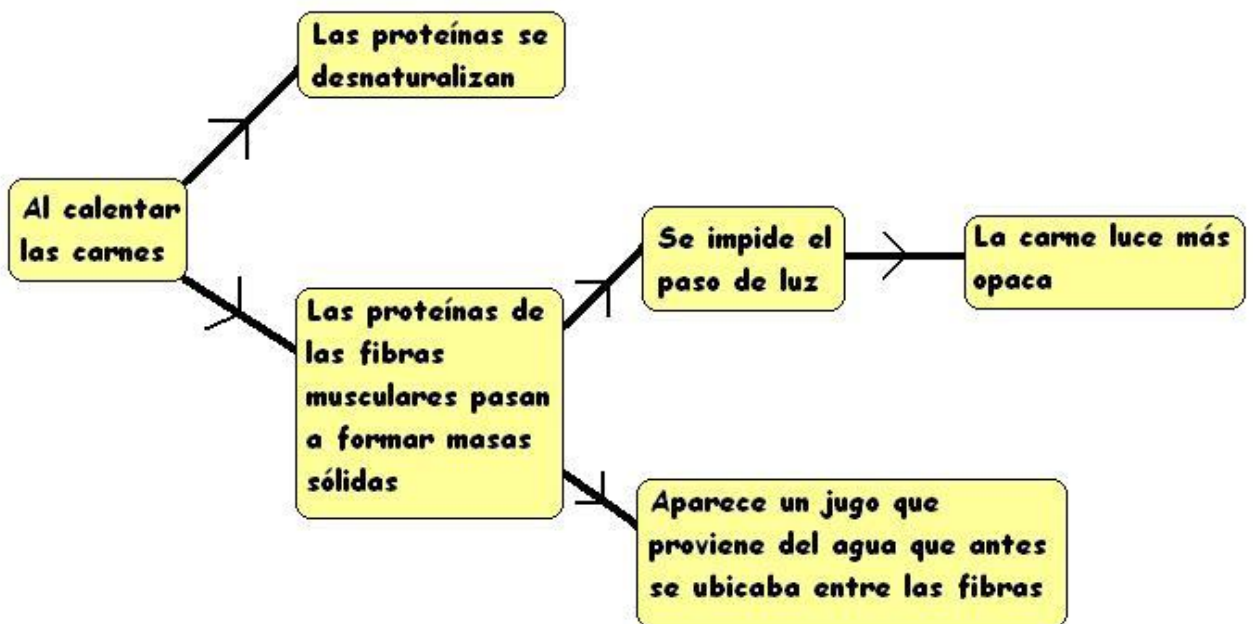 Las proteínas se
desnaturalizan
Al calentar
las carnes
Las proteínas de
las fibras
musculares pasan
a formar masas
sólidas
Se impide el
paso de luz
La carne luce más
opaca
Aparece un jugo que
proviene del agua que antes
se ubicaba entre las fibras